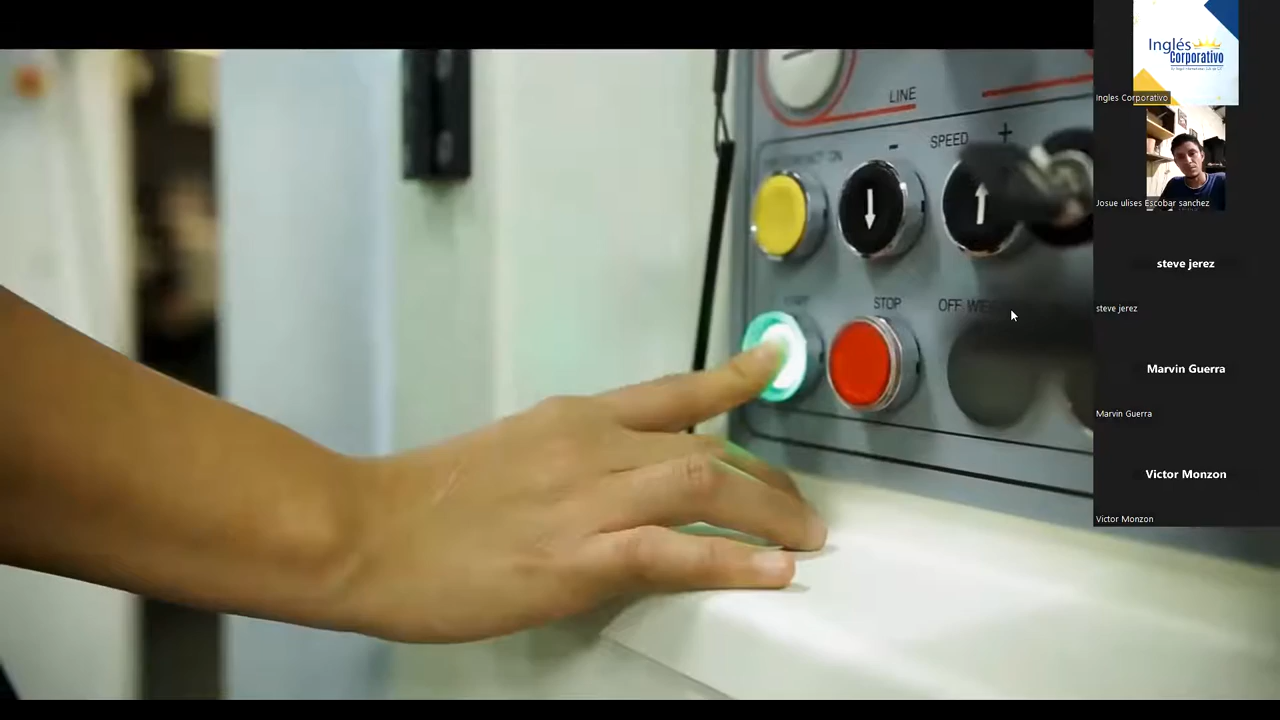 LINE
SPEED
- +
STOP
Inglés
Corporativo
Ingles Corporativo
Josue ulises Escobar sanchez
steve jerez
steve jerez
Marvin Guerra
Marvin Guerra
Victor Monzon
Victor Monzon